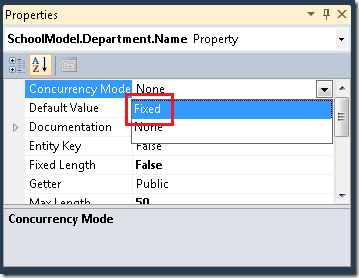 Properties
SchoolModel.Department.Name Property
A
Z
Concurrency Mode None
Default Value Fixed
Documentation None
Entity Key False
Fixed Length False
Getter Public
Max Length 50
Concurrency Mode